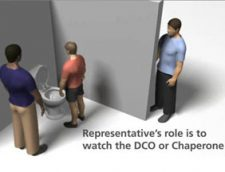 Representative's role is to
watch the DCO or Chaperone